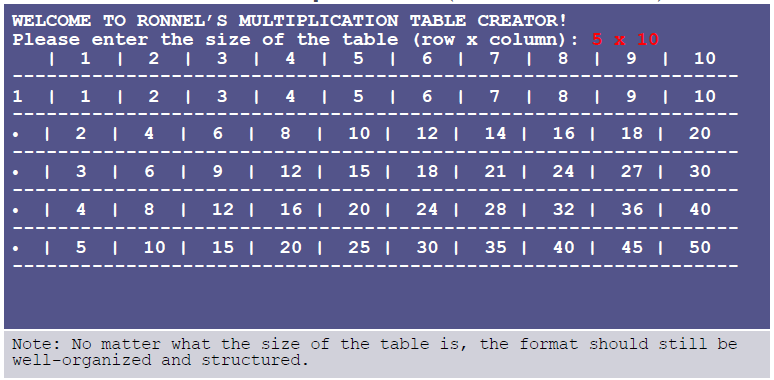 WELCOME TO RONNEL’S MULTIPLICATION TABLE CREATOR!
Please enter the size of the table (row x column): 5 x 10
| 1 | 2 | 3 | 4 | 5 | 6 | 7 | 8 | 9 | 10
-----------------------------------------------------------------
1 | 1 | 2 | 3 | 4 | 5 | 6 | 7 | 8 | 9 | 10
-----------------------------------------------------------------
• | 2 | 4 | 6 | 8 | 10 | 12 | 14 | 16 | 18 | 20
-----------------------------------------------------------------
• | 3 | 6 | 9 | 12 | 15 | 18 | 21 | 24 | 27 | 30
-----------------------------------------------------------------
• | 4 | 8 | 12 | 16 | 20 | 24 | 28 | 32 | 36 | 40
-----------------------------------------------------------------
• | 5 | 10 | 15 | 20 | 25 | 30 | 35 | 40 | 45 | 50
-----------------------------------------------------------------
Note: No matter what the size of the table is, the format should still be
well-organized and structured.